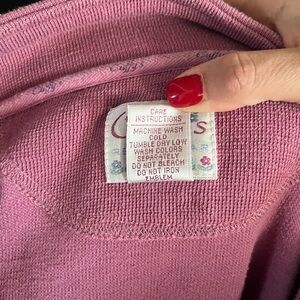 CARE
INSTRUCTIONS
MACHINE WASH
COLD
TUMBLE DRY LOW
WASH COLORS
SEPARATELY
DO NOT BLEACH
DO NOT IRON
EMBLEM